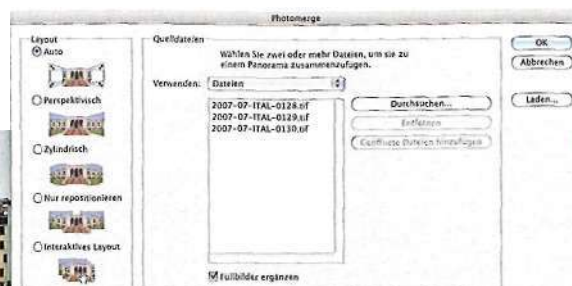 Photomerge
Layout
Auto
Perspektivisch
Zylindrisch
Nur repositionieren
Interaktives Layout
Quelldateien
Wählen Sie zwei oder mehr Dateien, um sie zu
einem Panorama zusammenzufügen.
Verwenden: Dateien
2007-07-ITAL-0128.tif
2007-07-ITAL-0129.tif
2007-07-ITAL-0130.tif
Durchsuchen...
Entfernen
Geöffnete Dateien hinzufügen
Füllbilder ergänzen
OK
Abbrechen
Laden...